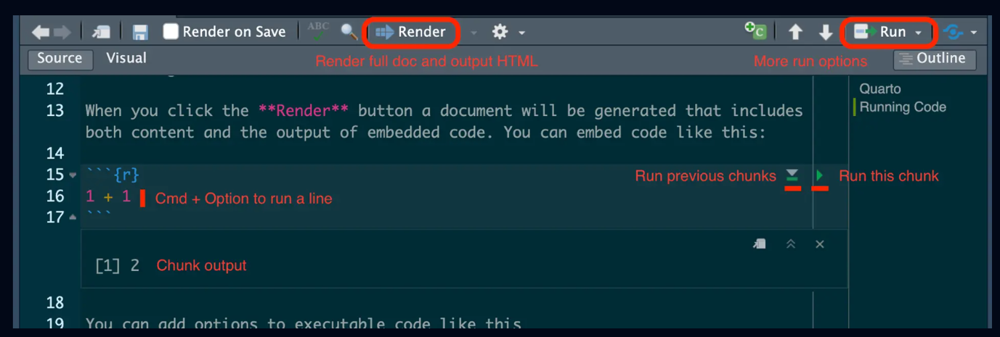 Render on Save ABC Render C Run
Source Visual Render full doc and output HTML More run options Outline
12 Quarto
13 When you click the **Render** button a document will be generated that includes Running Code
both content and the output of embedded code. You can embed code like this:
14
15 ```{r} Run previous chunks Run this chunk
16 1 + 1 Cmd + Option to run a line
17 ```
[1] 2 Chunk output
18
19 You can add options to executable code like this